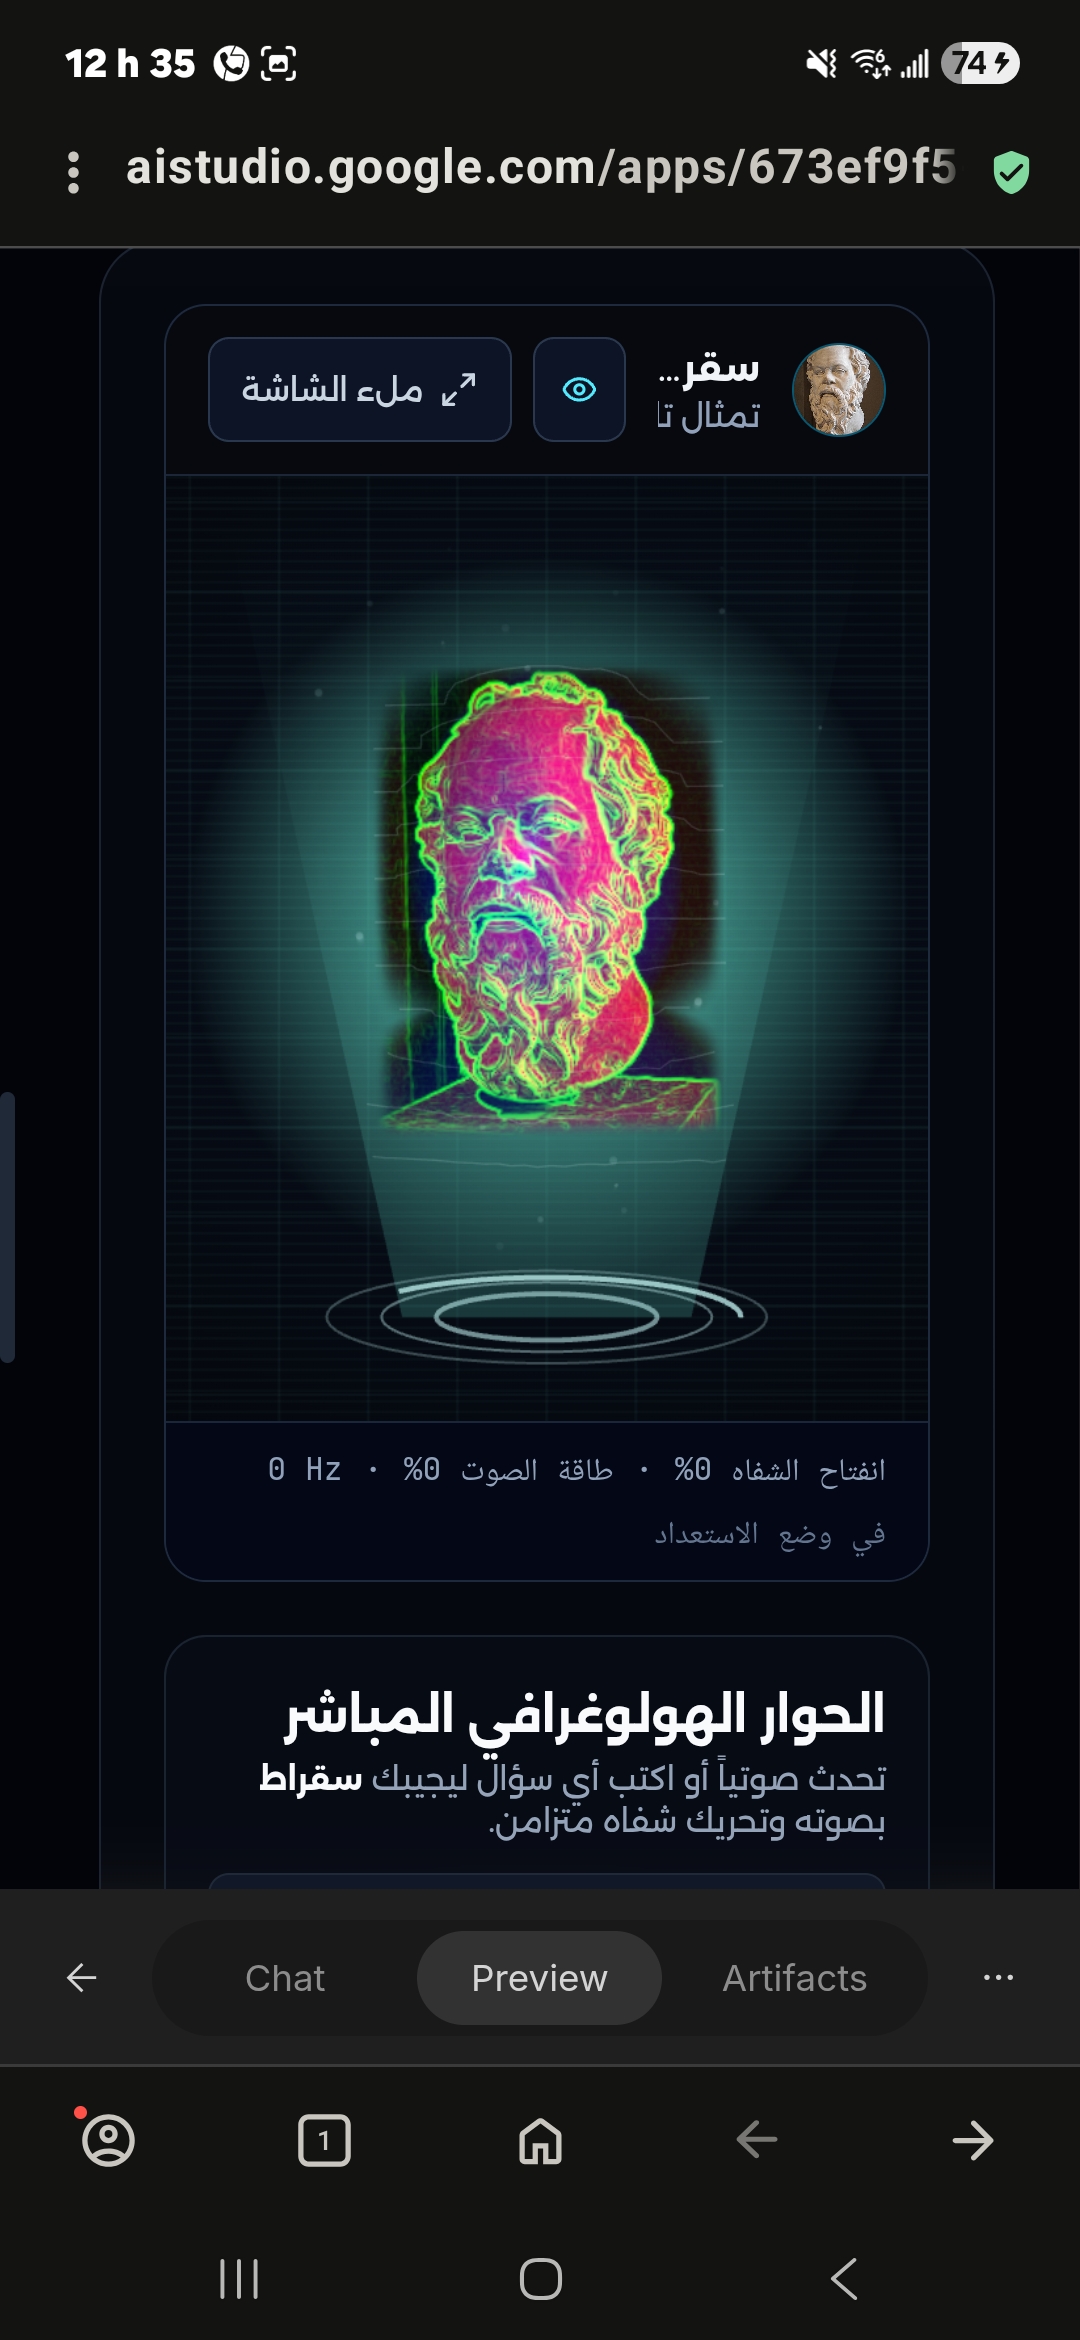 12 h 35
74
aistudio.google.com/apps/673ef9f5
سقر...
تمثال تا
ملء الشاشة
انفتاح الشفاه 0% · طاقة الصوت 0% · 0 Hz
في وضع الاستعداد
الحوار الهولوغرافي المباشر
تحدث صوتياً أو اكتب أي سؤال ليجيبك سقراط
بصوته وتحريك شفاه متزامن.
Chat
Preview
Artifacts
1